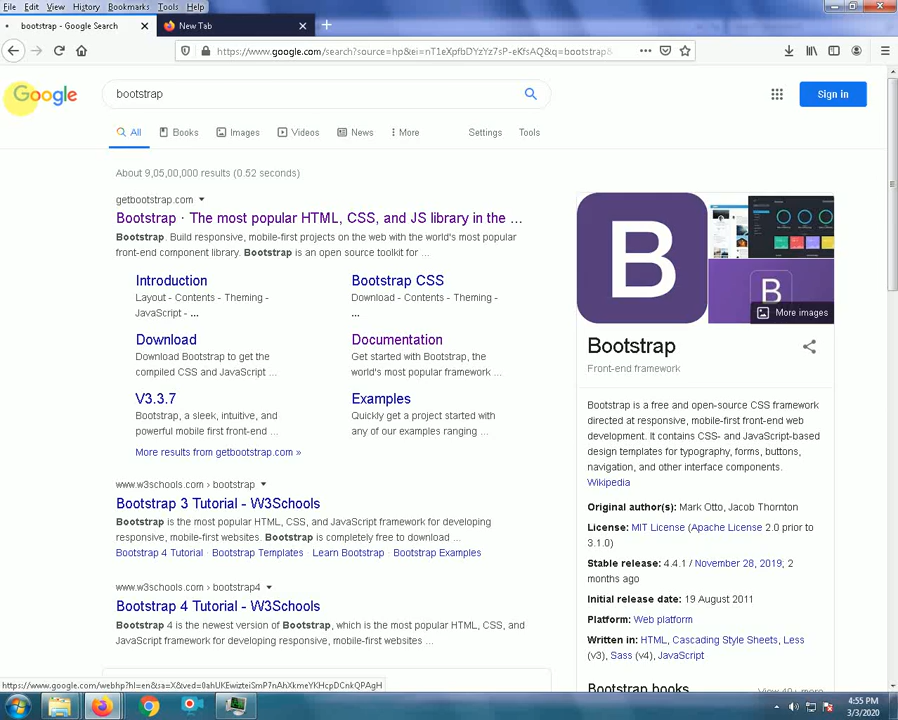 File Edit View History Bookmarks Tools Help
bootstrap - Google Search
New Tab
https://www.google.com/search?source=hp&ei=nT1eXpfbDYzYz7sP-eKfsAQ&q=bootstrap&
Google
bootstrap
Sign in
All Books Images Videos News More Settings Tools
About 9,05,00,000 results (0.52 seconds)
getbootstrap.com
Bootstrap · The most popular HTML, CSS, and JS library in the ...
Bootstrap. Build responsive, mobile-first projects on the web with the world's most popular
front-end component library. Bootstrap is an open source toolkit for ...
Introduction
Layout - Contents - Theming -
JavaScript - ...
Bootstrap CSS
Download - Contents - Theming -
...
Download
Download Bootstrap to get the
compiled CSS and JavaScript ...
Documentation
Get started with Bootstrap, the
world's most popular framework ...
V3.3.7
Bootstrap, a sleek, intuitive, and
powerful mobile first front-end ...
Examples
Quickly get a project started with
any of our examples ranging ...
More results from getbootstrap.com »
www.w3schools.com › bootstrap
Bootstrap 3 Tutorial - W3Schools
Bootstrap is the most popular HTML, CSS, and JavaScript framework for developing
responsive, mobile-first websites. Bootstrap is completely free to download ...
Bootstrap 4 Tutorial · Bootstrap Templates · Learn Bootstrap · Bootstrap Examples
www.w3schools.com › bootstrap4
Bootstrap 4 Tutorial - W3Schools
Bootstrap 4 is the newest version of Bootstrap, which is the most popular HTML, CSS, and
JavaScript framework for developing responsive, mobile-first websites ...
B
B
More images
Bootstrap
Front-end framework
Bootstrap is a free and open-source CSS framework
directed at responsive, mobile-first front-end web
development. It contains CSS- and JavaScript-based
design templates for typography, forms, buttons,
navigation, and other interface components.
Wikipedia
Original author(s): Mark Otto, Jacob Thornton
License: MIT License (Apache License 2.0 prior to
3.1.0)
Stable release: 4.4.1 / November 28, 2019; 2
months ago
Initial release date: 19 August 2011
Platform: Web platform
Written in: HTML, Cascading Style Sheets, Less
(v3), Sass (v4), JavaScript
Bootstrap books
View 40+ more
https://www.google.com/webhp?hl=en&sa=X&ved=0ahUKEwizteiSmP7nAhXkmeYKHcpDCnkQPAgH
4:55 PM
3/3/2020